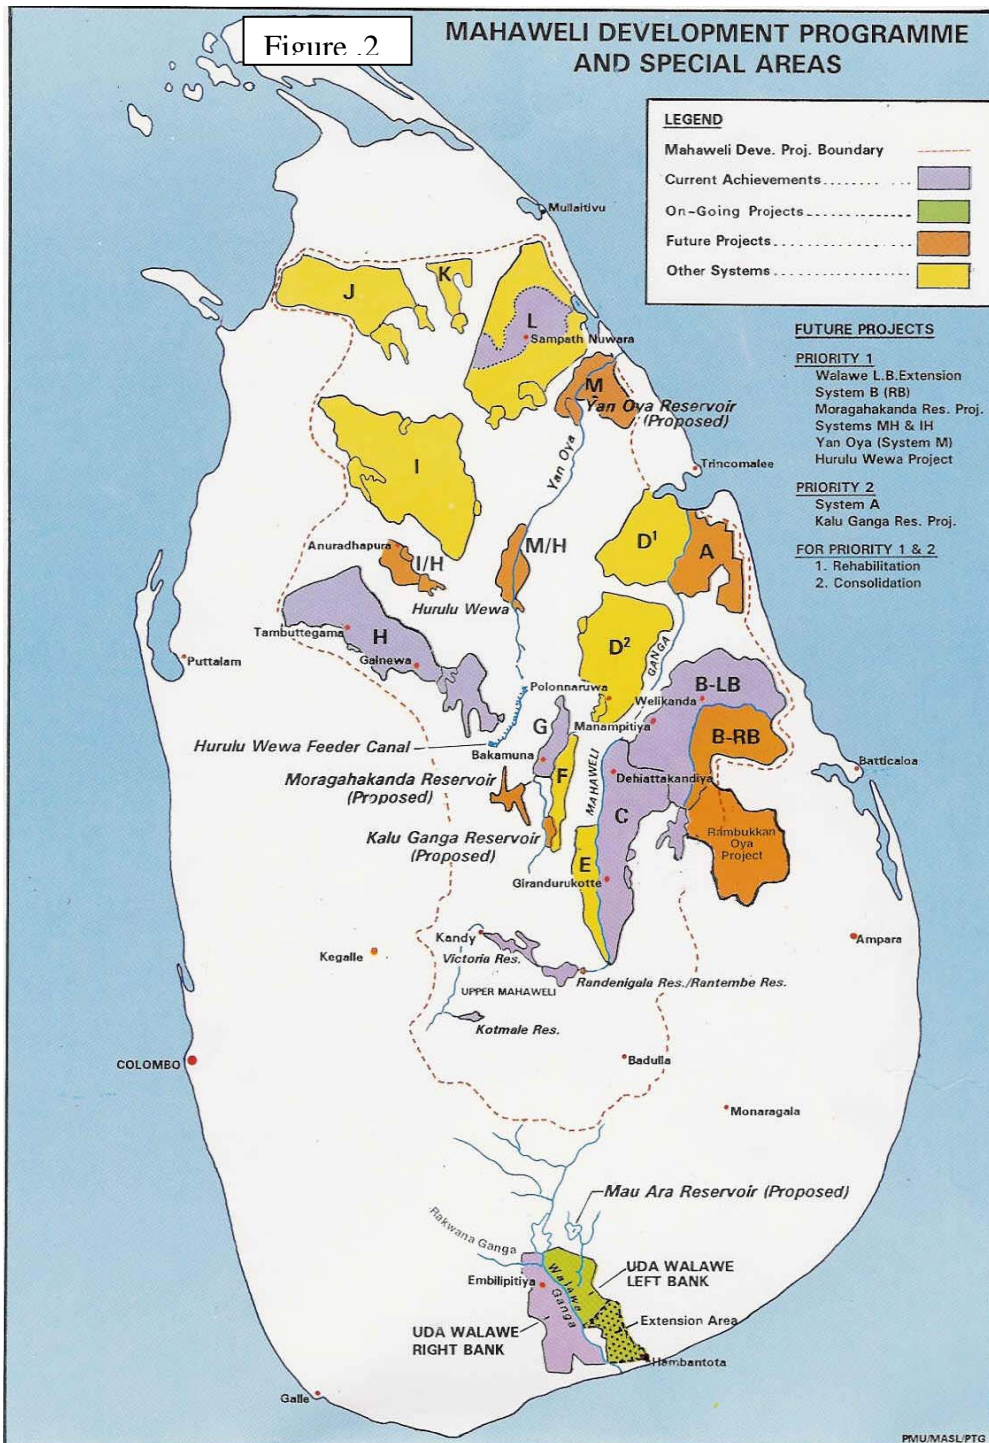 Figure .2
MAHAWELI DEVELOPMENT PROGRAMME
AND SPECIAL AREAS
LEGEND
Mahaweli Deve. Proj. Boundary
Current Achievements
On-Going Projects
Future Projects
Other Systems
FUTURE PROJECTS
PRIORITY 1
Walawe L.B.Extension
System B (RB)
Moragahakanda Res. Proj.
Systems MH & IH
Yan Oya (System M)
Hurulu Wewa Project
PRIORITY 2
System A
Kalu Ganga Res. Proj.
FOR PRIORITY 1 & 2
1. Rehabilitation
2. Consolidation
Mullaitivu
J
K
L
Sampath Nuwara
M
Yan Oya Reservoir
(Proposed)
Yan Oya
I
Trincomalee
Anuradhapura
I/H
M/H
Hurulu Wewa
D1
A
Tambuttegama
H
Galnewa
Puttalam
D2
GANGA
Polonnaruwa
Welikanda
B-LB
Manampitiya
G
Hurulu Wewa Feeder Canal
Bakamuna
B-RB
Batticaloa
Moragahakanda Reservoir
(Proposed)
F
MAHAWELI
Dehiattakandiya
C
Kalu Ganga Reservoir
(Proposed)
Rambukkan
Oya
Project
E
Girandurukotte
Kandy
Victoria Res.
Kegalle
Ampara
Randenigala Res./Rantembe Res.
UPPER MAHAWELI
Kotmale Res.
COLOMBO
Badulla
Monaragala
Mau Ara Reservoir (Proposed)
Rakwana Ganga
Embilipitiya
Walawe
Ganga
UDA WALAWE
LEFT BANK
Extension Area
UDA WALAWE
RIGHT BANK
Hambantota
Galle
PMU/MASL/PTG